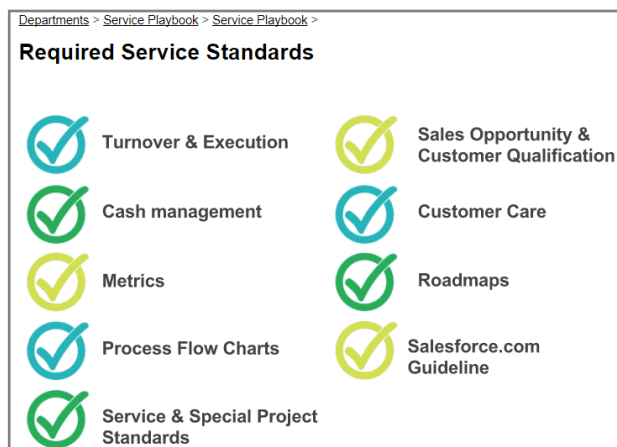 Departments > Service Playbook > Service Playbook >
Required Service Standards
Turnover & Execution
Cash management
Metrics
Process Flow Charts
Service & Special Project
Standards
Sales Opportunity &
Customer Qualification
Customer Care
Roadmaps
Salesforce.com
Guideline